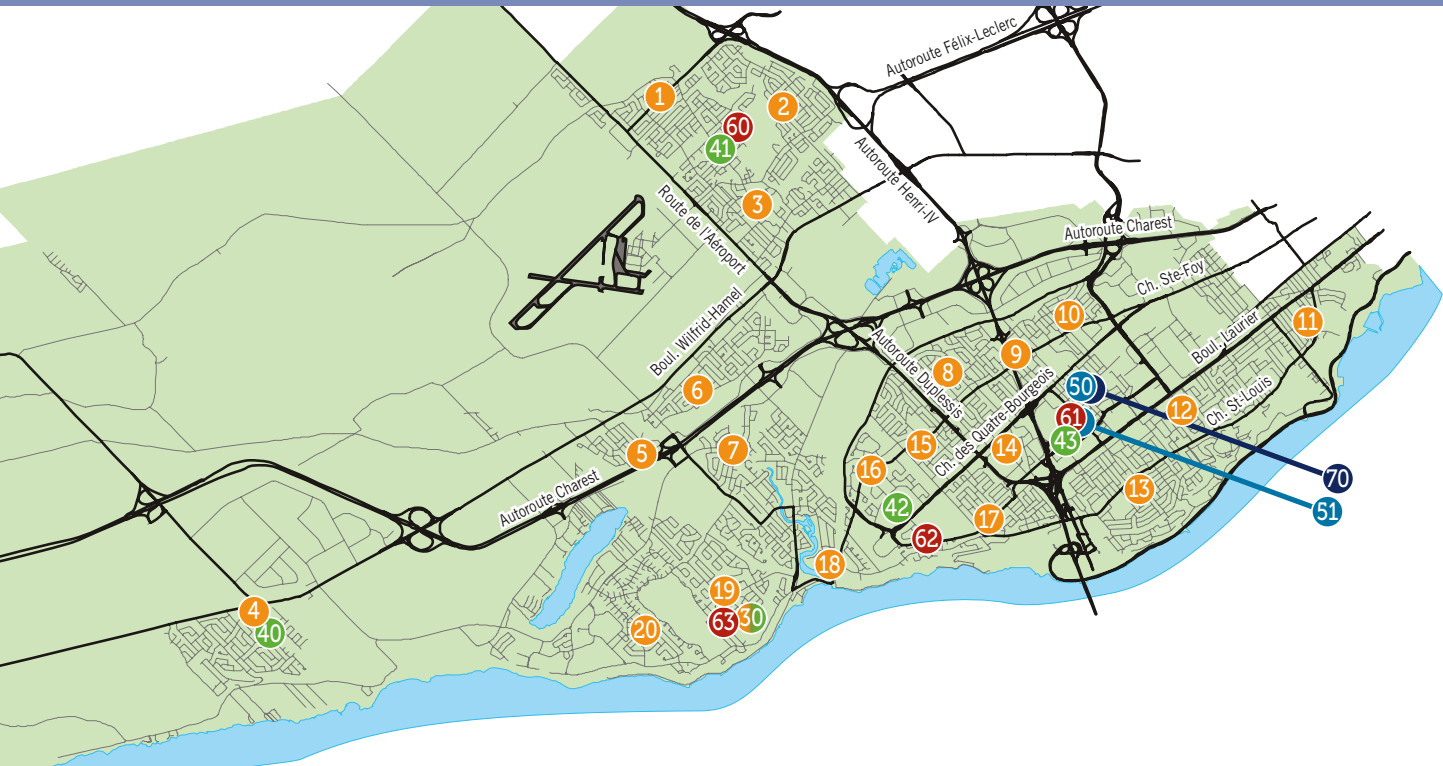 Autoroute Félix-Leclerc
1
2
60
41
Autoroute Henri-IV
3
Route de l'Aéroport
Autoroute Charest
Ch. Ste-Foy
Boul. Wilfrid-Hamel
10
11
Boul. Laurier
Autoroute Duplessis
9
8
6
50
Ch. des Quatre-Bourgeois
Ch. St-Louis
12
61
43
5
7
15
14
16
70
13
Autoroute Charest
42
51
17
62
18
19
4
40
20
63
30